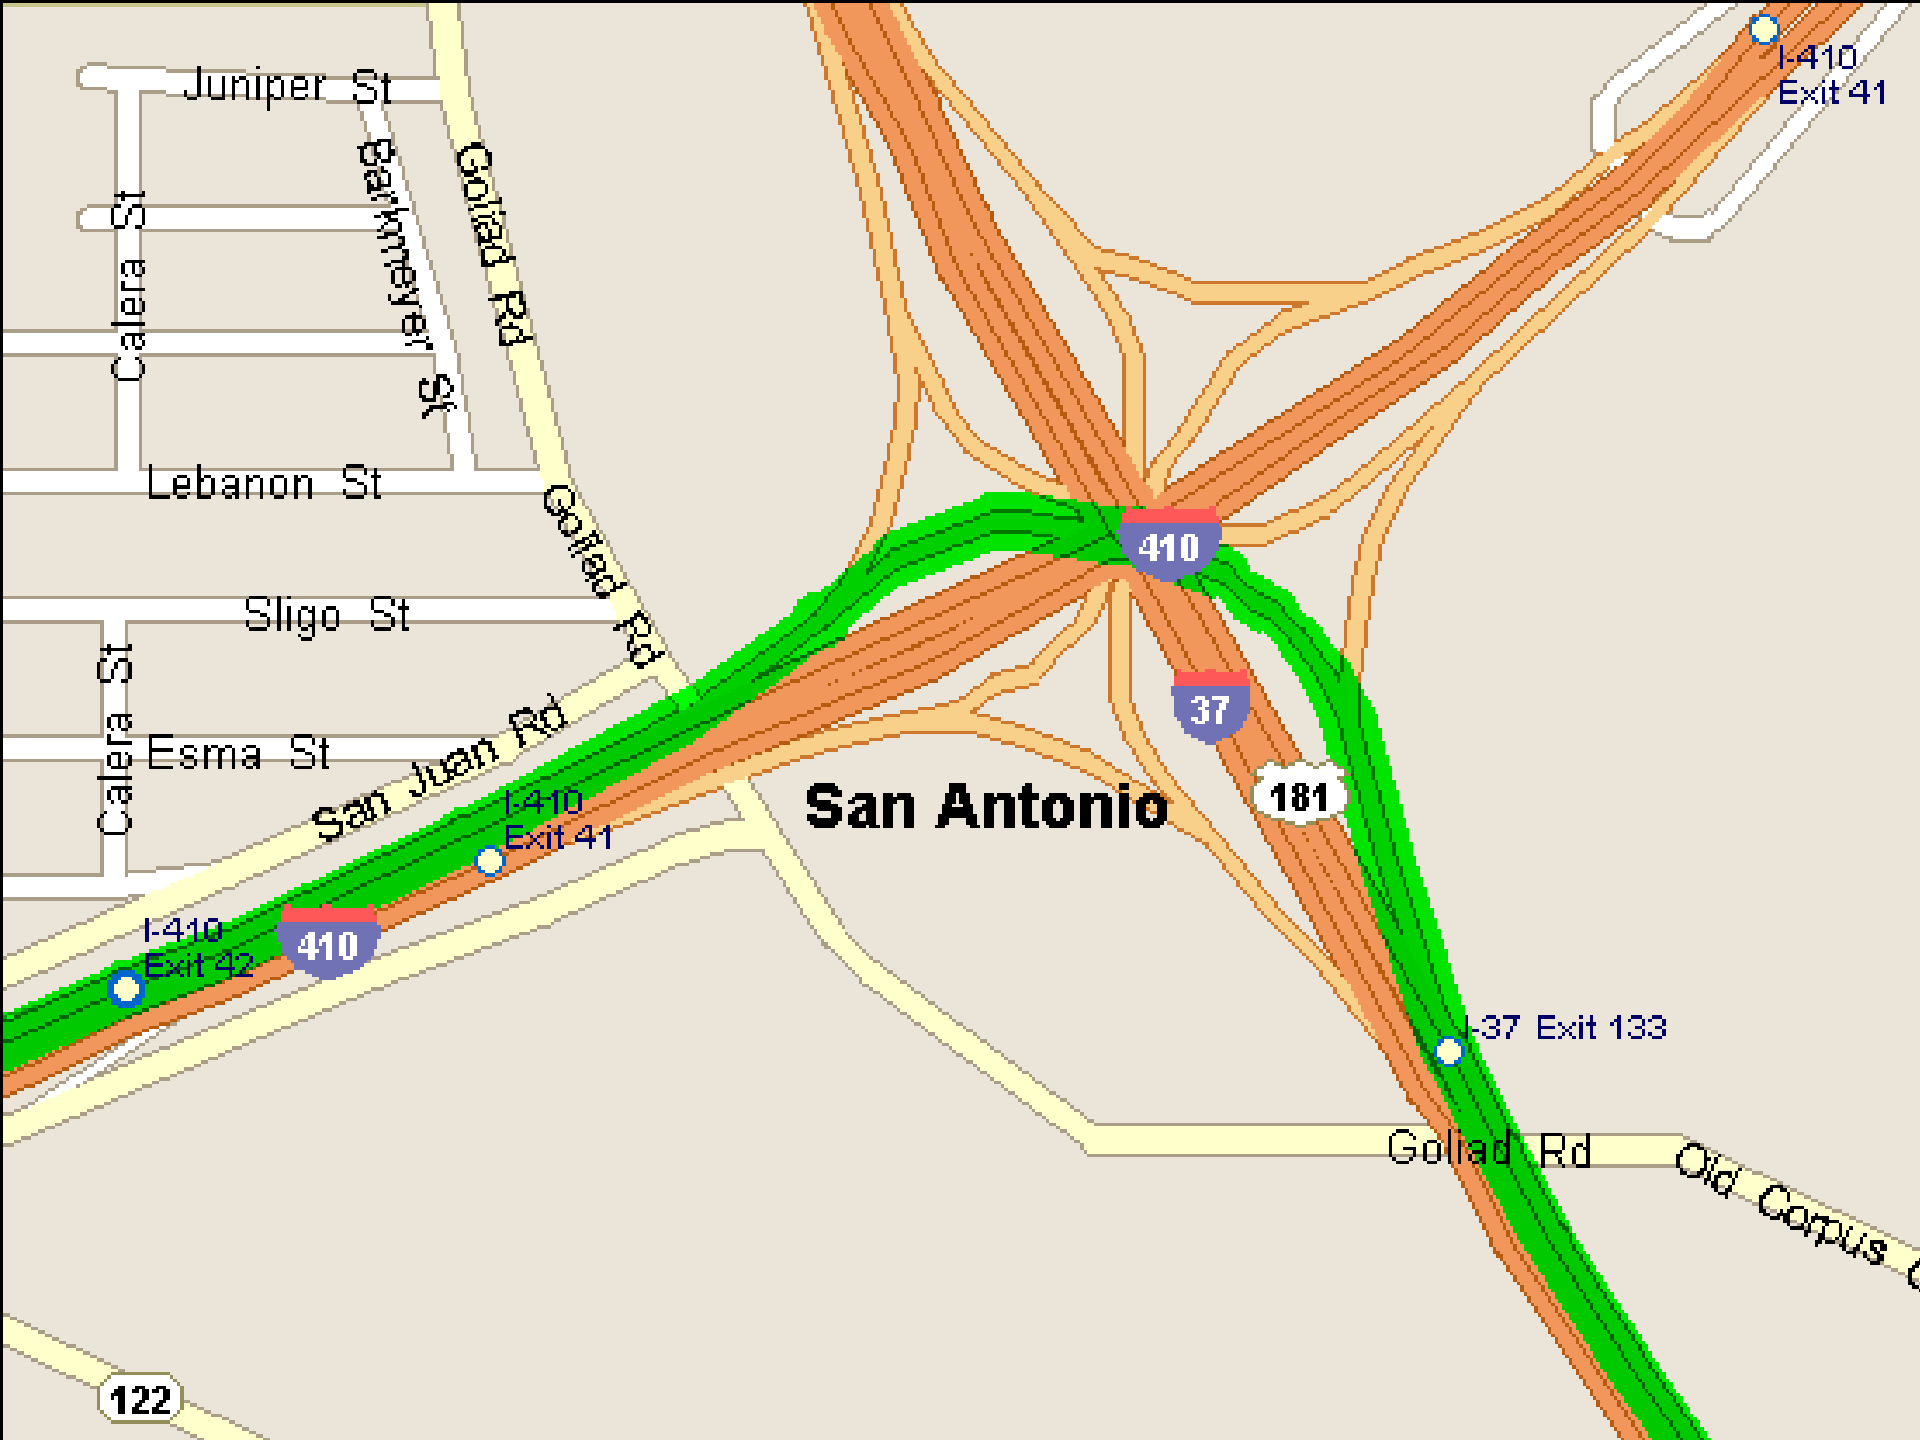 I-410
Exit 41
Juniper St
Barkmeyer St
Goliad Rd
Calera St
Lebanon St
Goliad Rd
410
Sligo St
Calera St
37
San Juan Rd
Esma St
181
San Antonio
I-410
Exit 41
410
I-410
Exit 42
I-37 Exit 133
Goliad Rd
Old Corpus
122